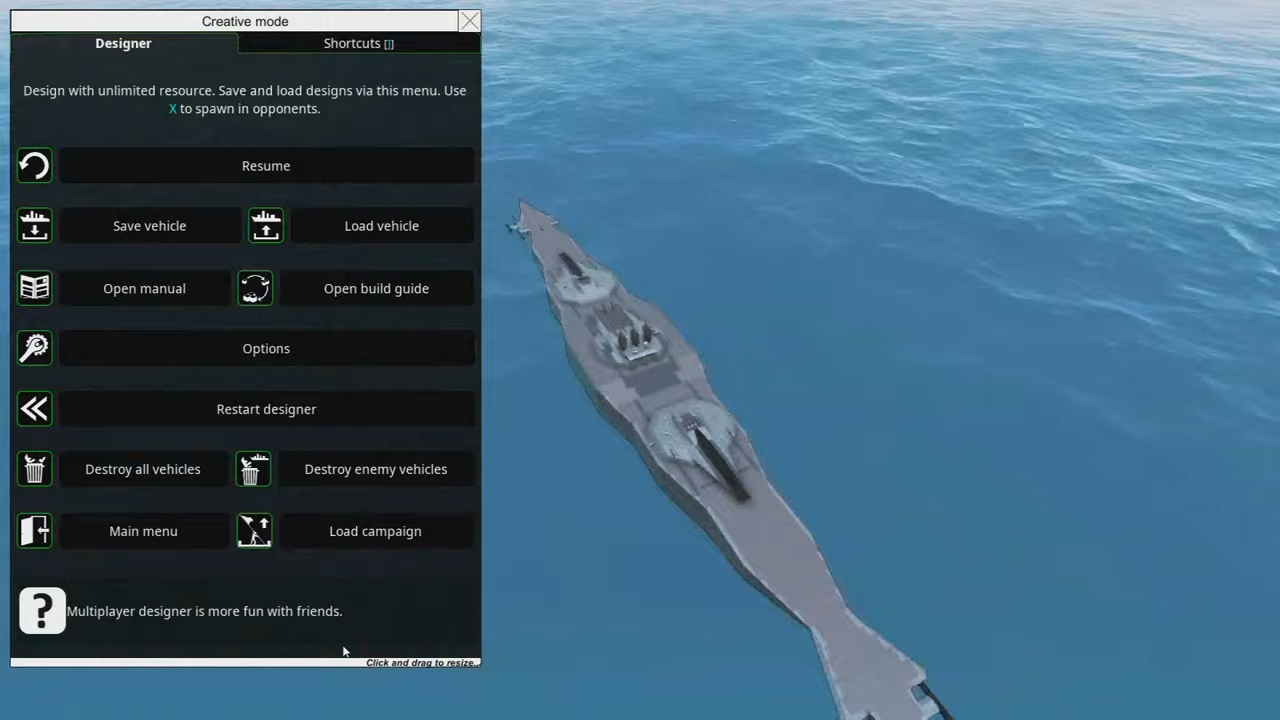 Creative mode
Designer
Shortcuts []]
Design with unlimited resource. Save and load designs via this menu. Use
X to spawn in opponents.
Resume
Save vehicle
Load vehicle
Open manual
Open build guide
Options
Restart designer
Destroy all vehicles
Destroy enemy vehicles
Main menu
Load campaign
? Multiplayer designer is more fun with friends.
Click and drag to resize..